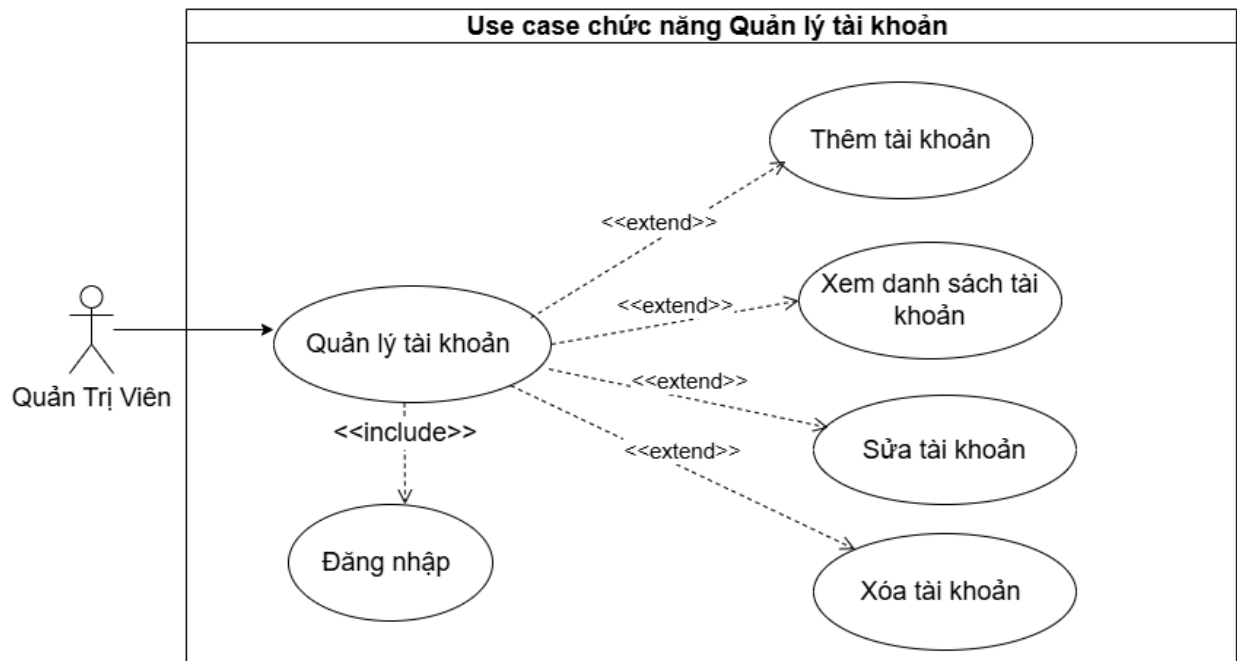 Use case chức năng Quản lý tài khoản
Thêm tài khoản
<<extend>>
Xem danh sách tài
khoản
<<extend>>
Quản lý tài khoản
Quản Trị Viên
<<extend>>
<<include>>
Sửa tài khoản
<<extend>>
Đăng nhập
Xóa tài khoản